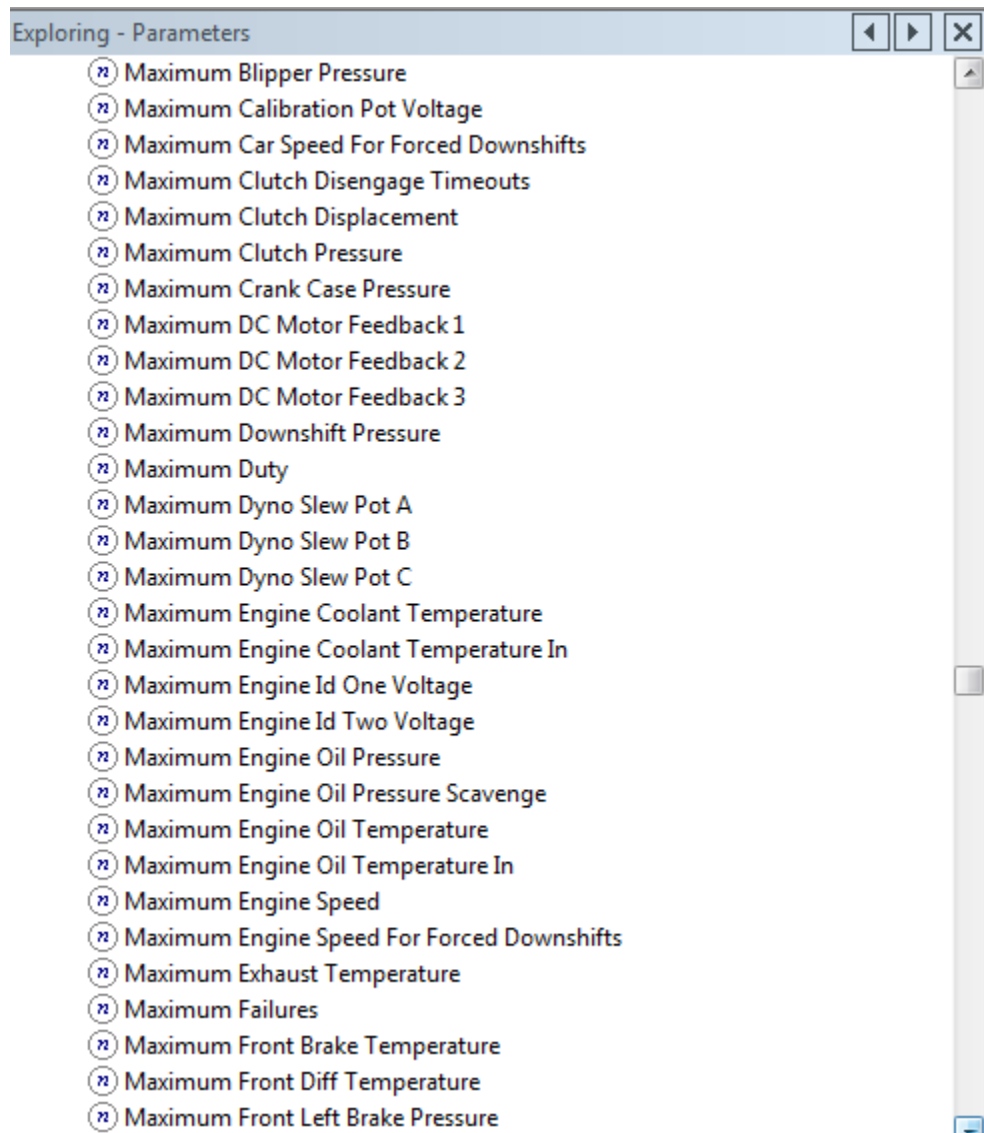 Exploring - Parameters
Maximum Blipper Pressure
Maximum Calibration Pot Voltage
Maximum Car Speed For Forced Downshifts
Maximum Clutch Disengage Timeouts
Maximum Clutch Displacement
Maximum Clutch Pressure
Maximum Crank Case Pressure
Maximum DC Motor Feedback 1
Maximum DC Motor Feedback 2
Maximum DC Motor Feedback 3
Maximum Downshift Pressure
Maximum Duty
Maximum Dyno Slew Pot A
Maximum Dyno Slew Pot B
Maximum Dyno Slew Pot C
Maximum Engine Coolant Temperature
Maximum Engine Coolant Temperature In
Maximum Engine Id One Voltage
Maximum Engine Id Two Voltage
Maximum Engine Oil Pressure
Maximum Engine Oil Pressure Scavenge
Maximum Engine Oil Temperature
Maximum Engine Oil Temperature In
Maximum Engine Speed
Maximum Engine Speed For Forced Downshifts
Maximum Exhaust Temperature
Maximum Failures
Maximum Front Brake Temperature
Maximum Front Diff Temperature
Maximum Front Left Brake Pressure